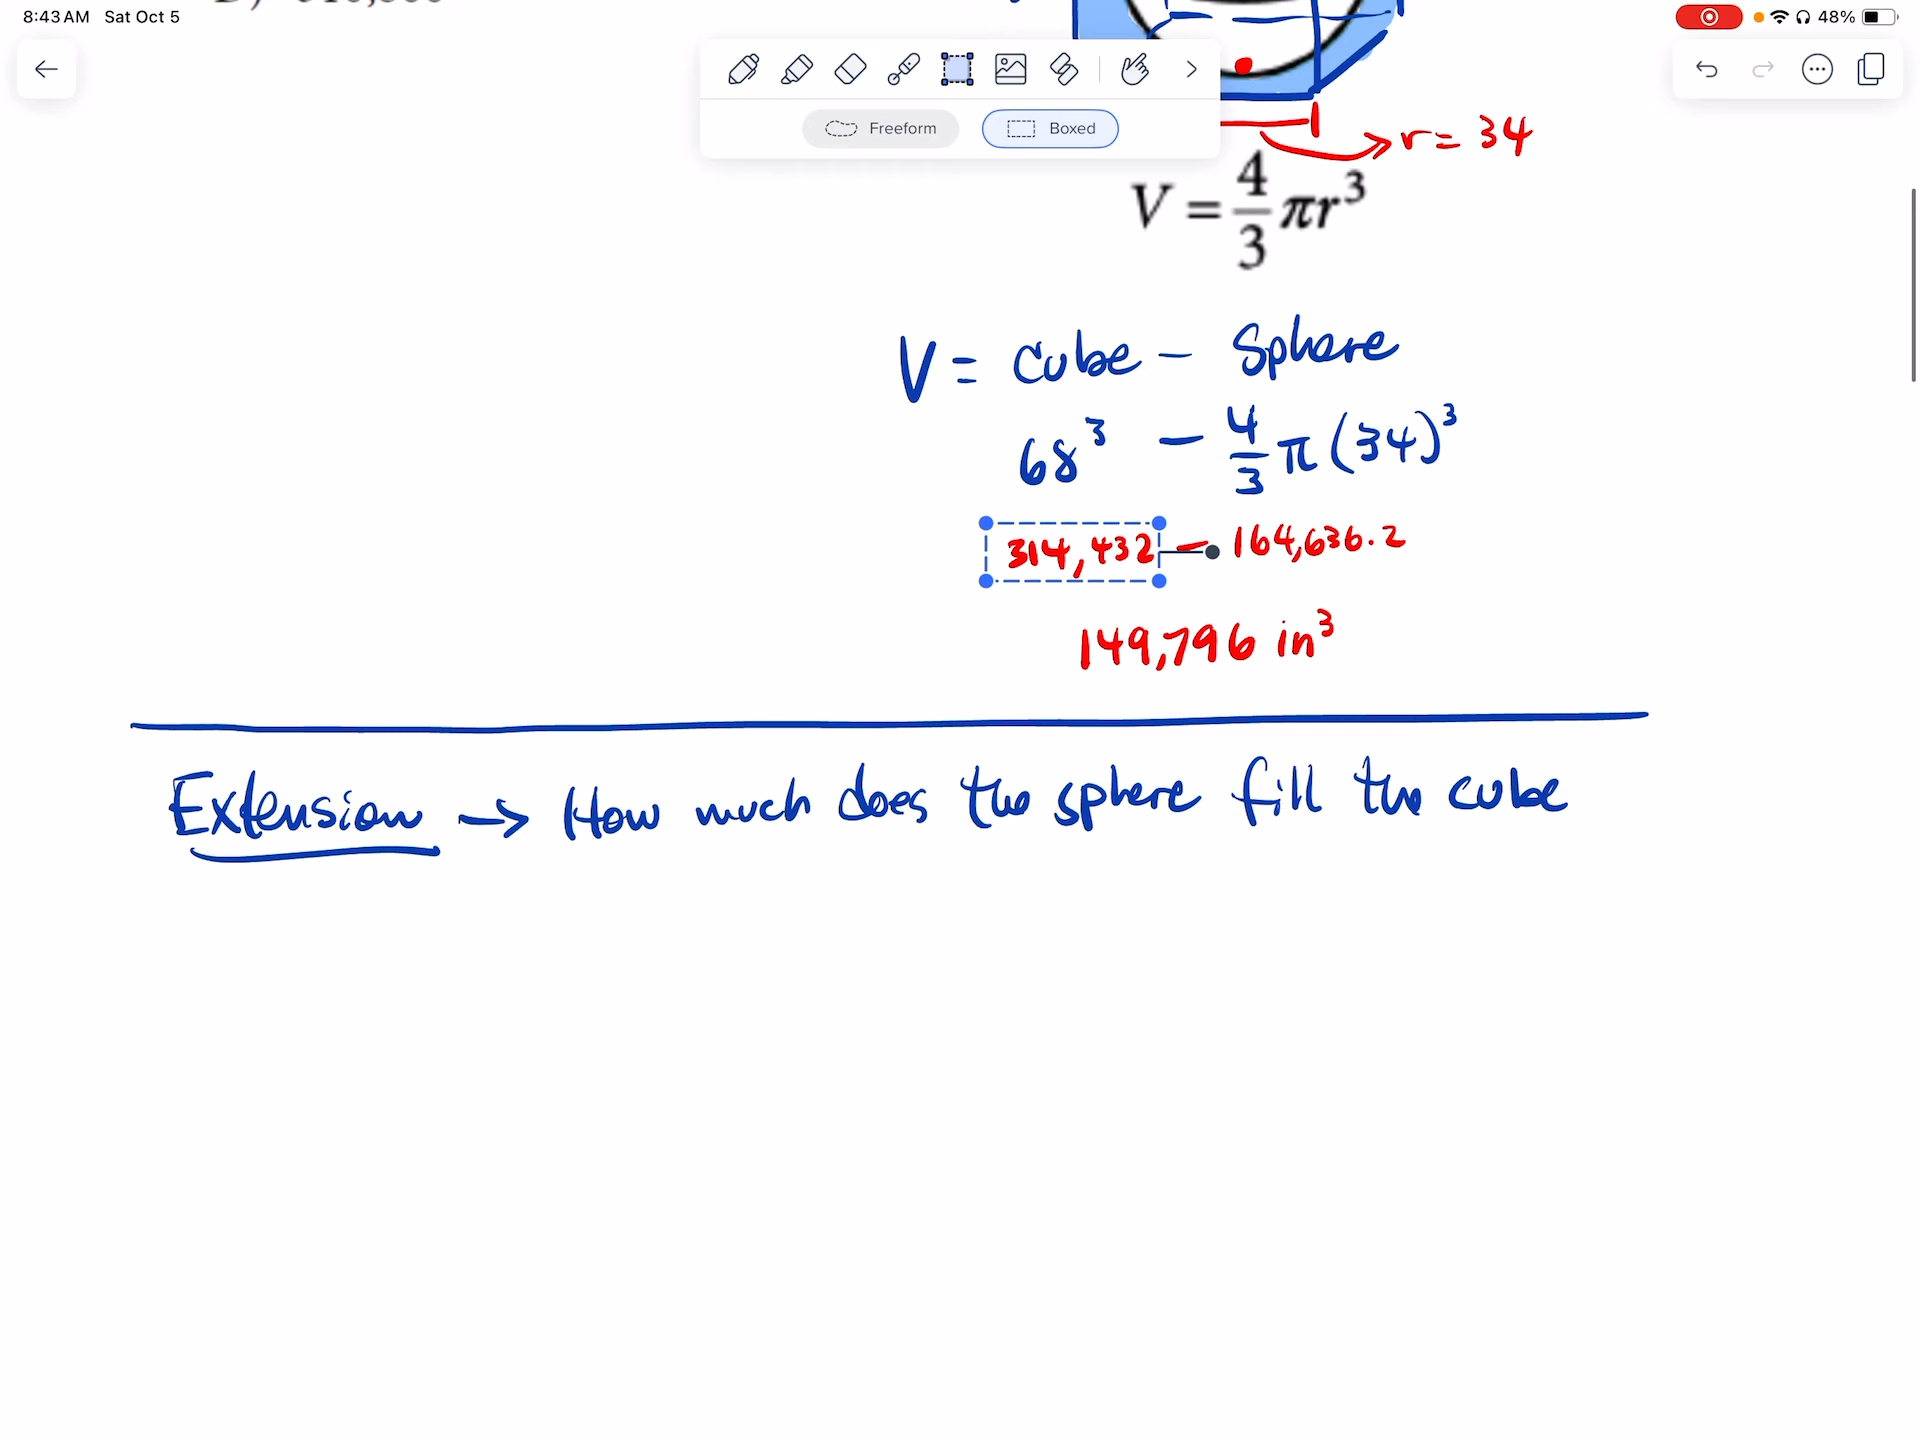 8:43 AM Sat Oct 5
48%
Freeform Boxed
r = 34
V = 4/3 πr³
V = Cube - Sphere
68³ - 4/3 π (34)³
314,432 - 164,636.2
149,796 in³
Extension → How much does the sphere fill the cube